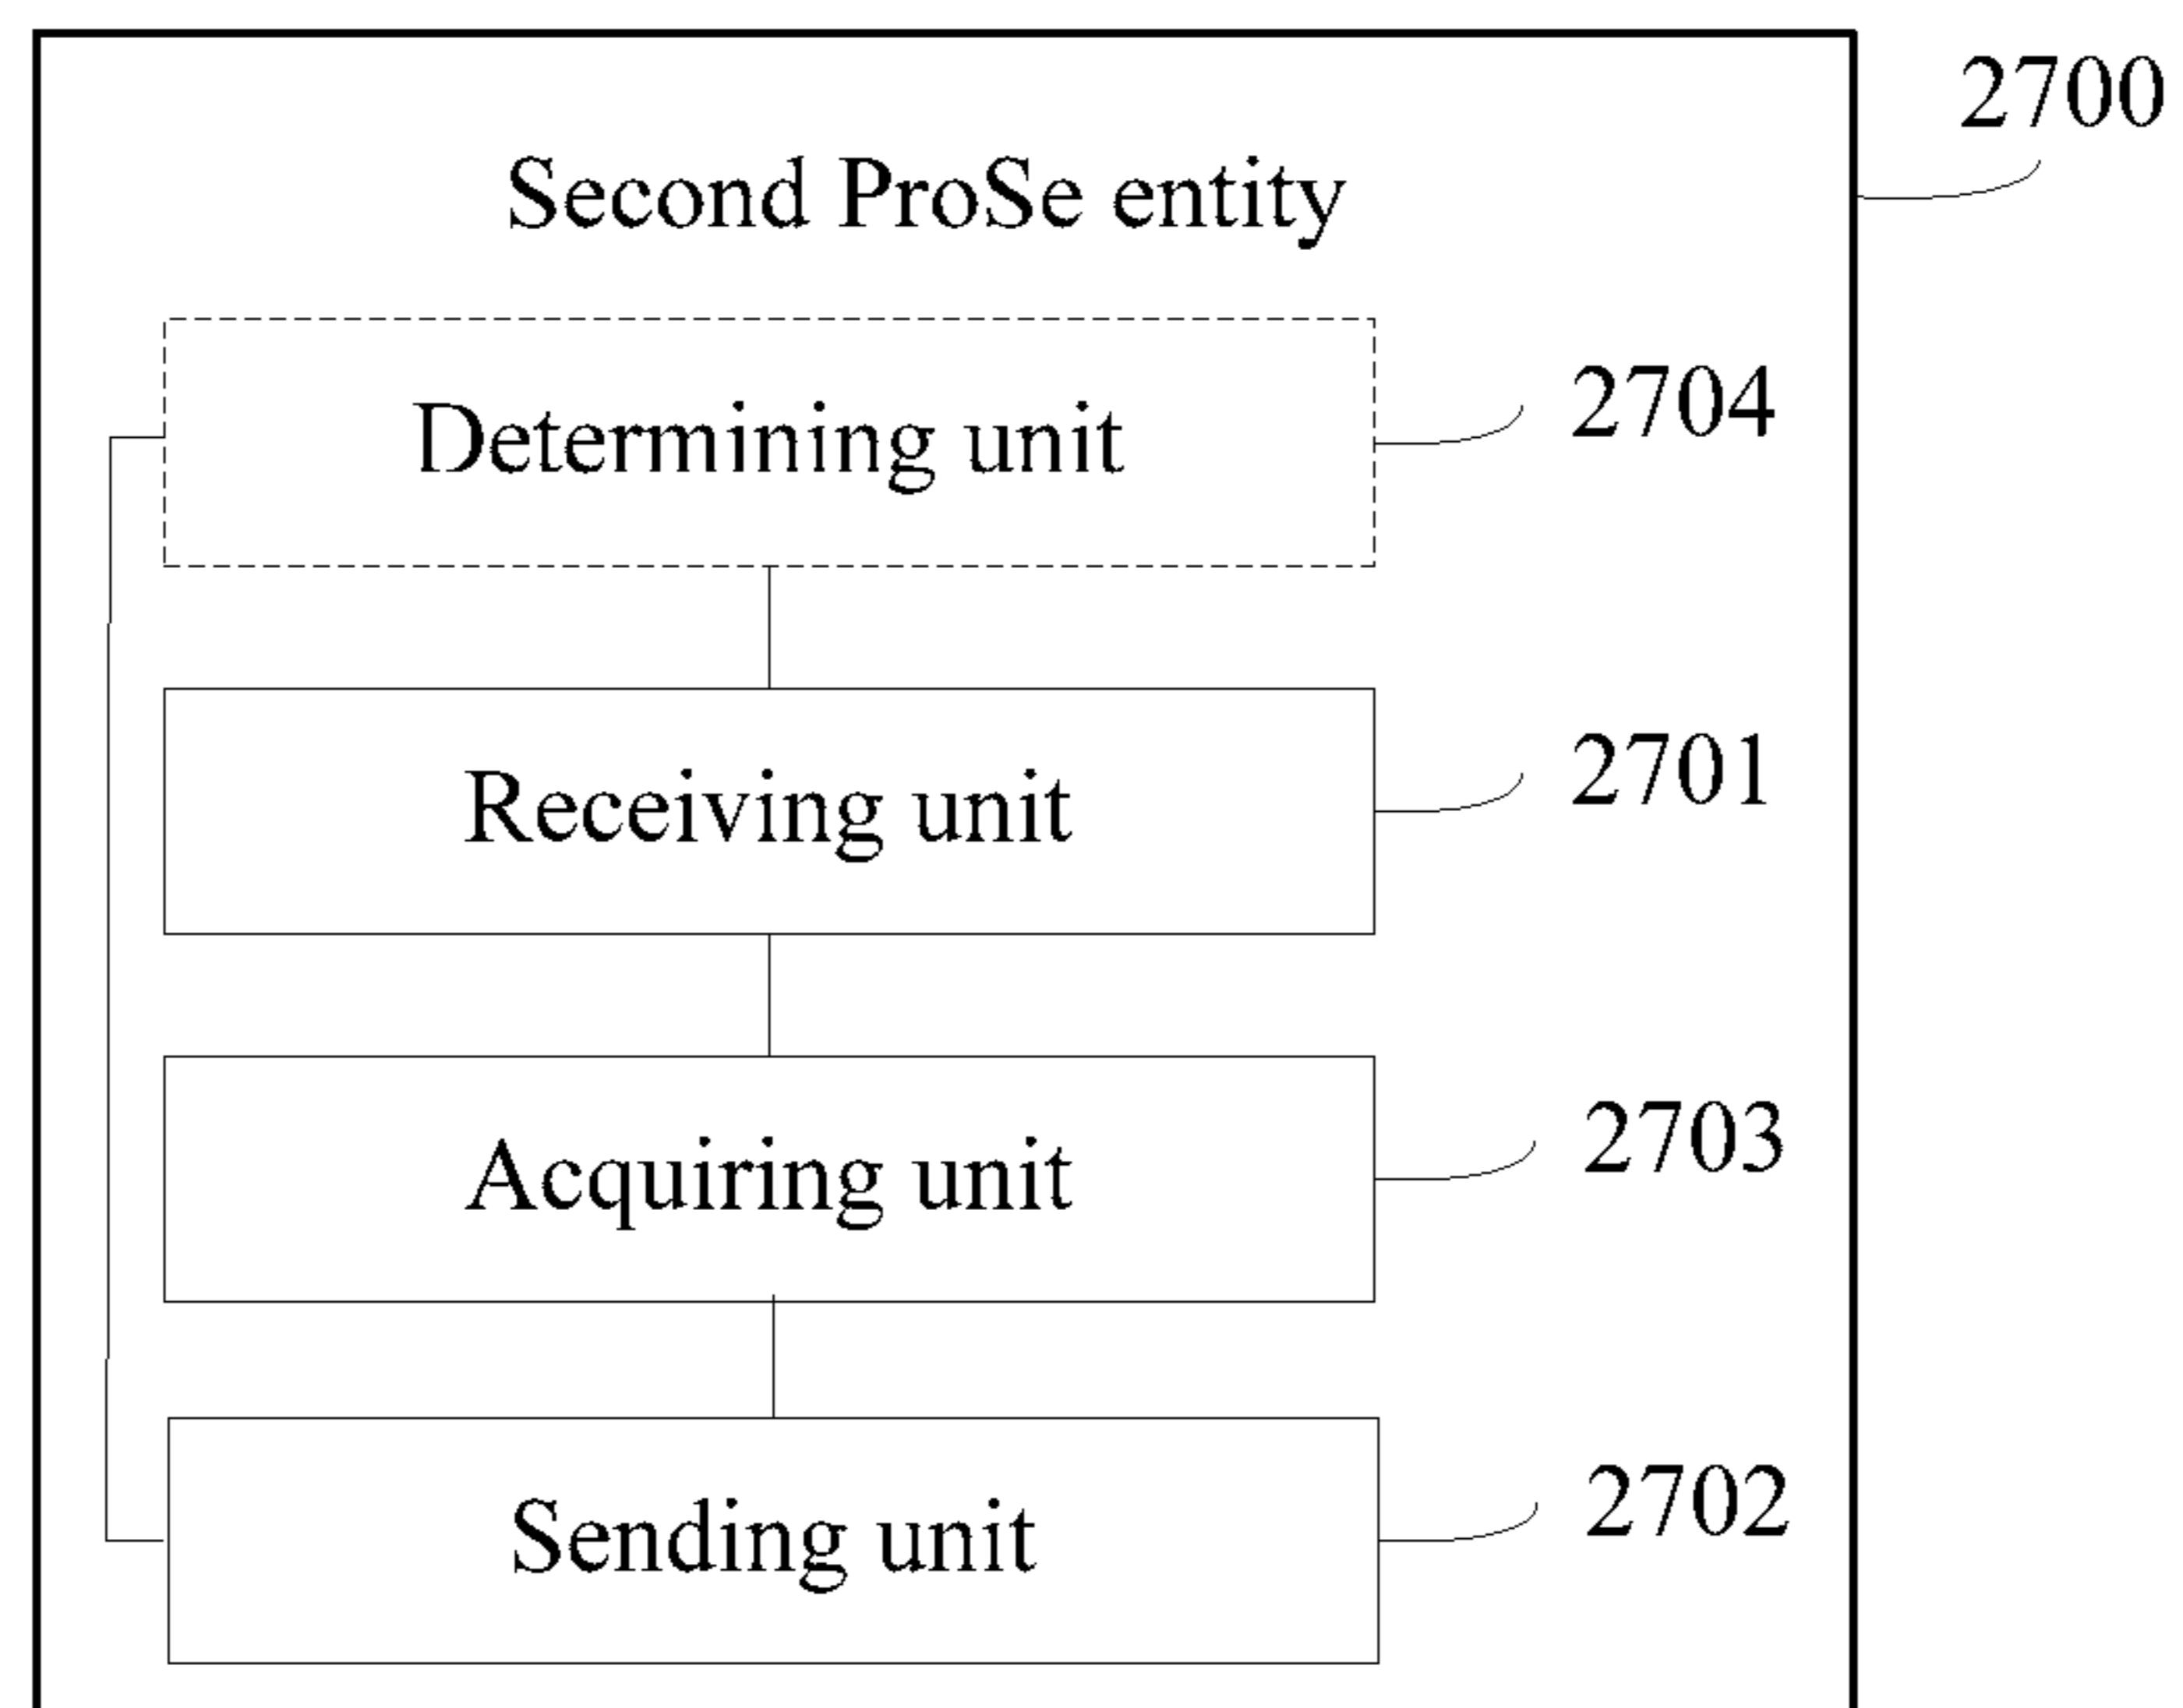 2700
Second ProSe entity
Determining unit
2704
Receiving unit
2701
Acquiring unit
2703
Sending unit
2702